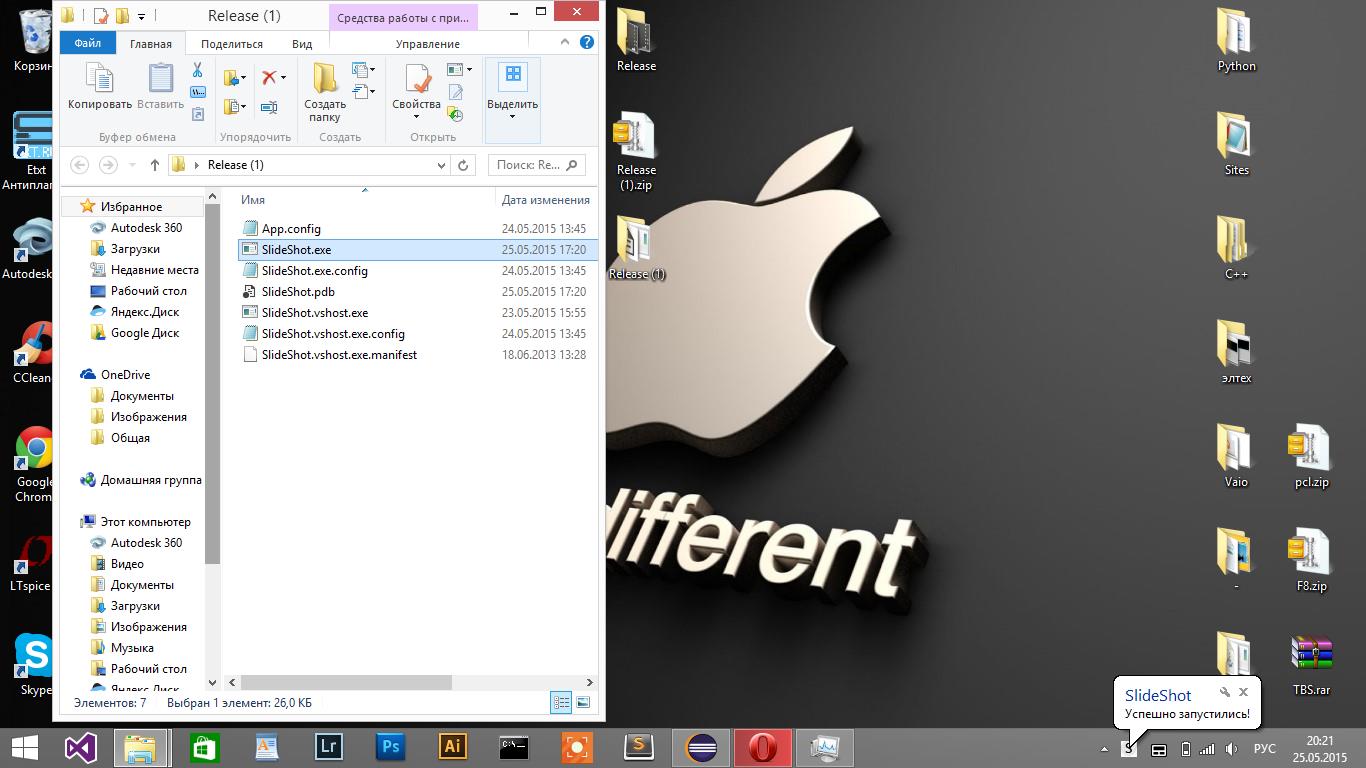 Release (1)
Средства работы с при...
Файл
Главная
Поделиться
Вид
Управление
Копировать
Вставить
Создать
папку
Свойства
Выделить
Буфер обмена
Упорядочить
Создать
Открыть
Release (1)
Поиск: Re...
Избранное
Autodesk 360
Загрузки
Недавние места
Рабочий стол
Яндекс.Диск
Google Диск
OneDrive
Документы
Изображения
Общая
Домашняя группа
Этот компьютер
Autodesk 360
Видео
Документы
Загрузки
Изображения
Музыка
Рабочий стол
Яндекс.Диск
Имя
Дата изменения
App.config
24.05.2015 13:45
SlideShot.exe
25.05.2015 17:20
SlideShot.exe.config
24.05.2015 13:45
SlideShot.pdb
25.05.2015 17:20
SlideShot.vshost.exe
23.05.2015 15:55
SlideShot.vshost.exe.config
24.05.2015 13:45
SlideShot.vshost.exe.manifest
18.06.2013 13:28
Элементов: 7
Выбран 1 элемент: 26,0 КБ
Корзин
Etxt
Антиплаг
Autodesk
CClean
Google
Chrom
LTspice
Skype
Release
Release
(1).zip
Release (1)
different
Python
Sites
C++
элтех
Vaio
pcl.zip
-
F8.zip
TBS.rar
SlideShot
Успешно запустились!
Lr
Ps
Ai
C:\
S
S
РУС
20:21
25.05.2015